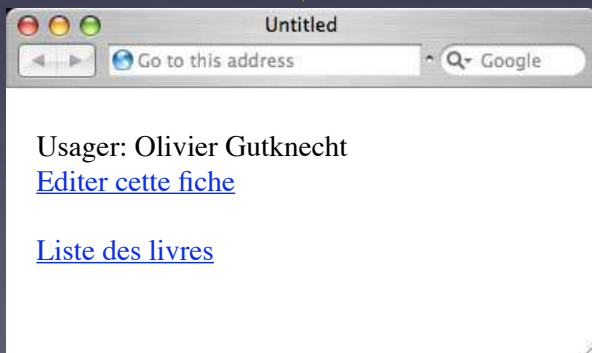 Untitled
Go to this address
Google
Usager: Olivier Gutknecht
Editer cette fiche
Liste des livres